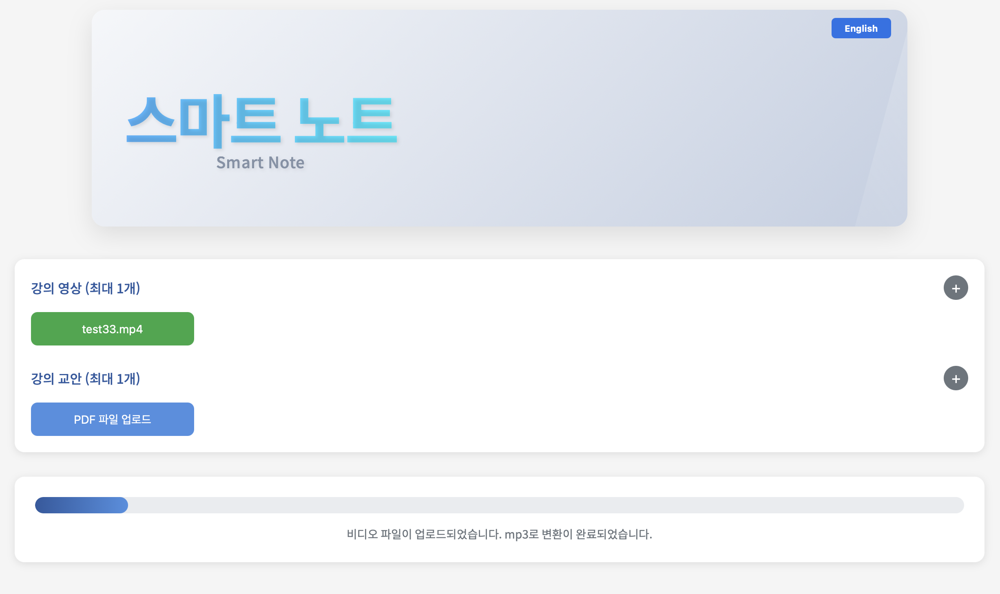 English
스마트 노트
Smart Note
강의 영상 (최대 1개)
+
test33.mp4
강의 교안 (최대 1개)
+
PDF 파일 업로드
비디오 파일이 업로드되었습니다. mp3로 변환이 완료되었습니다.